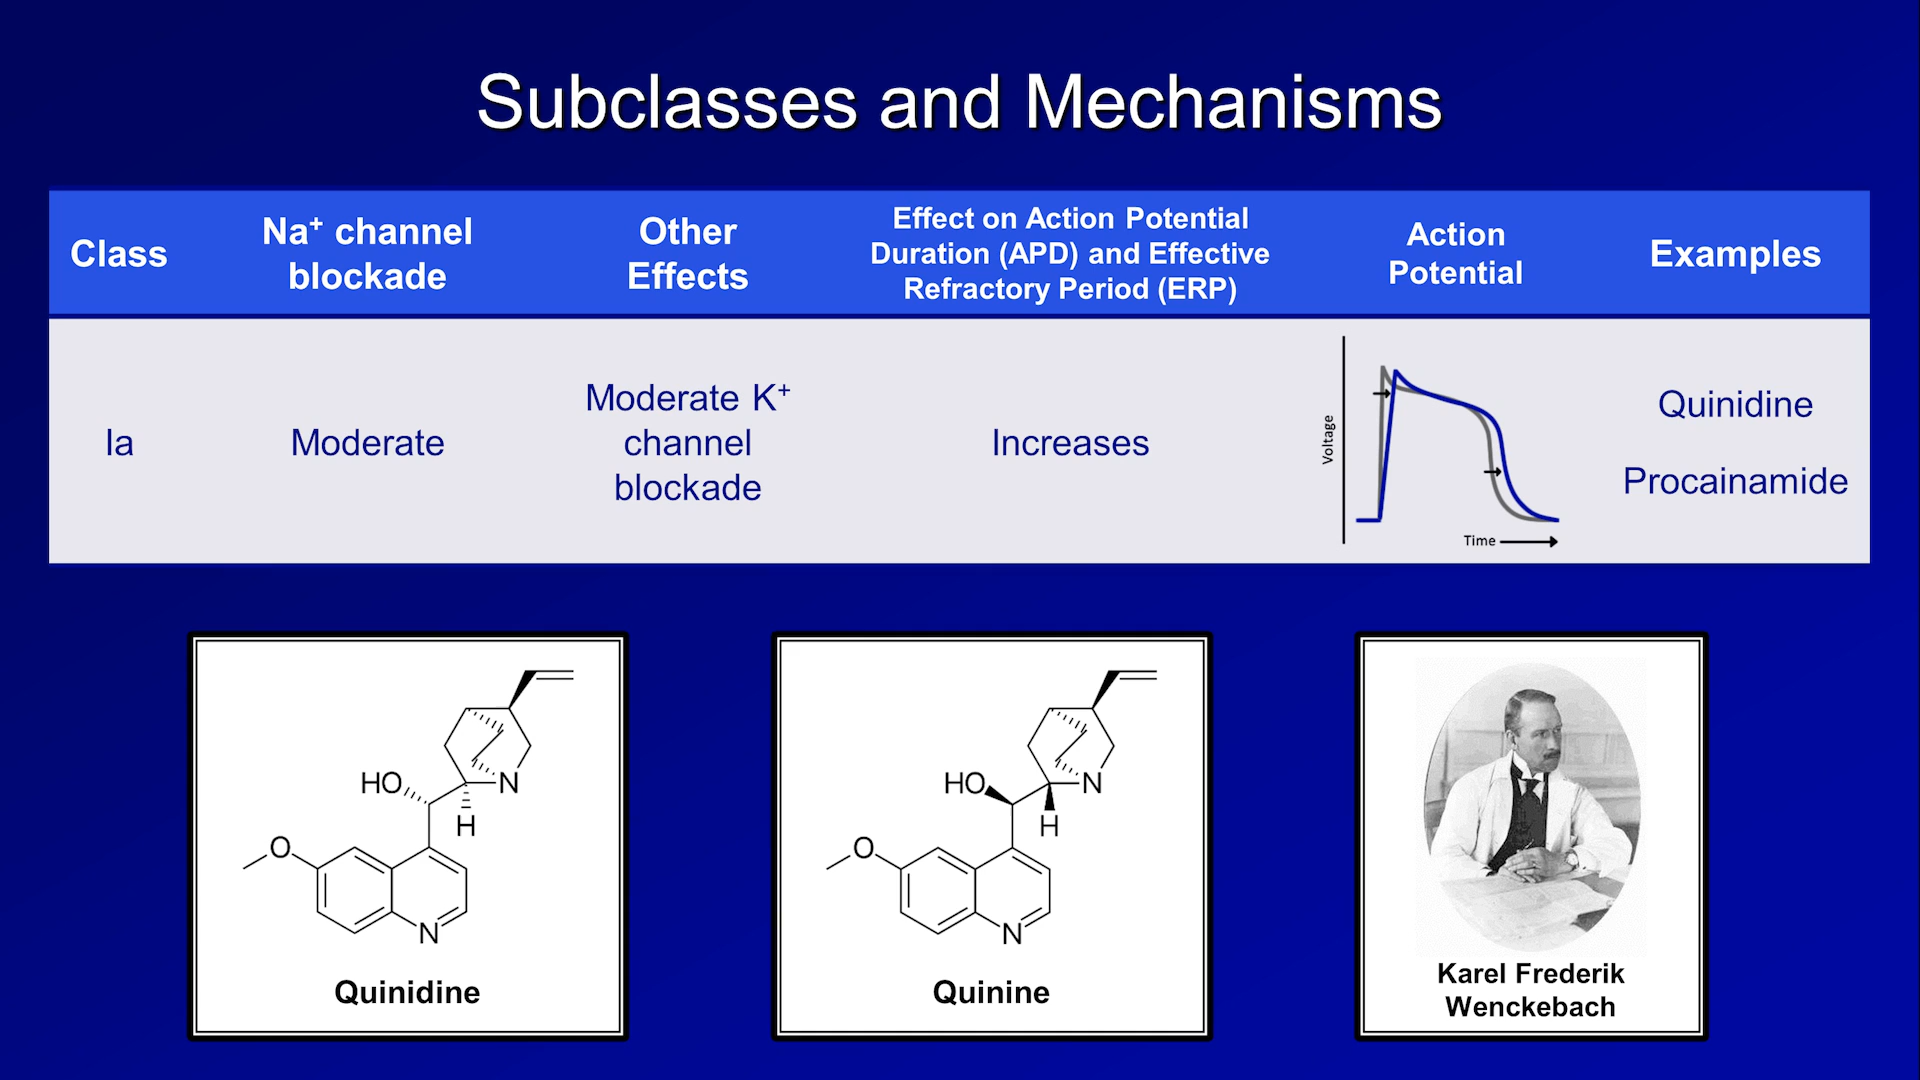 Subclasses and Mechanisms
Class
Na⁺ channel
blockade
Other
Effects
Effect on Action Potential
Duration (APD) and Effective
Refractory Period (ERP)
Action
Potential
Examples
Ia
Moderate
Moderate K⁺
channel
blockade
Increases
Voltage
Time
Quinidine
Procainamide
HO
N
H
O
N
Quinidine
HO
N
H
O
N
Quinine
Karel Frederik
Wenckebach